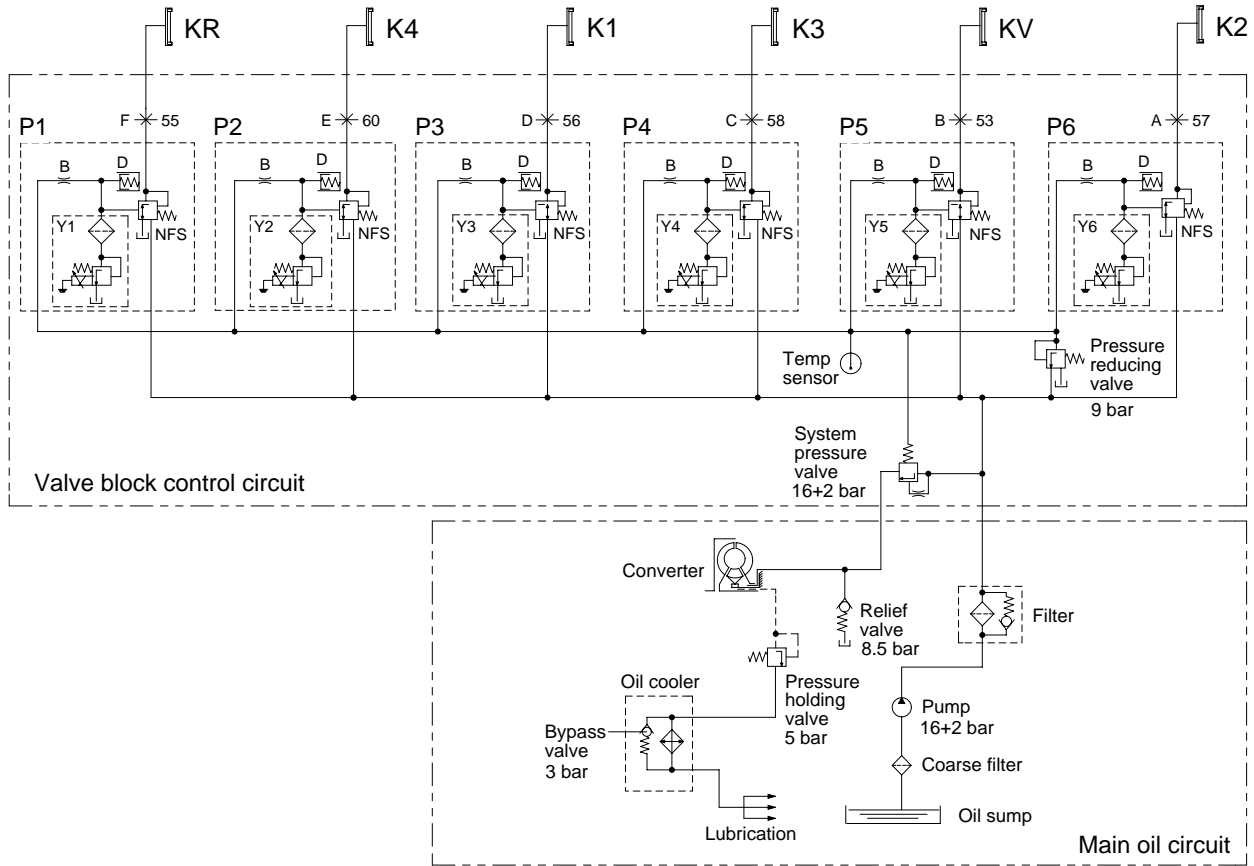 KR K4 K1 K3 KV K2
F 55 E 60 D 56 C 58 B 53 A 57
P1 P2 P3 P4 P5 P6
B D B D B D B D B D B D
Y1 NFS Y2 NFS Y3 NFS Y4 NFS Y5 NFS Y6 NFS
Temp
sensor
Pressure
reducing
valve
9 bar
System
pressure
valve
16+2 bar
Valve block control circuit
Converter
Relief
valve
8.5 bar
Filter
Oil cooler
Pressure
holding
valve
5 bar
Pump
16+2 bar
Bypass
valve
3 bar
Coarse filter
Lubrication
Oil sump
Main oil circuit